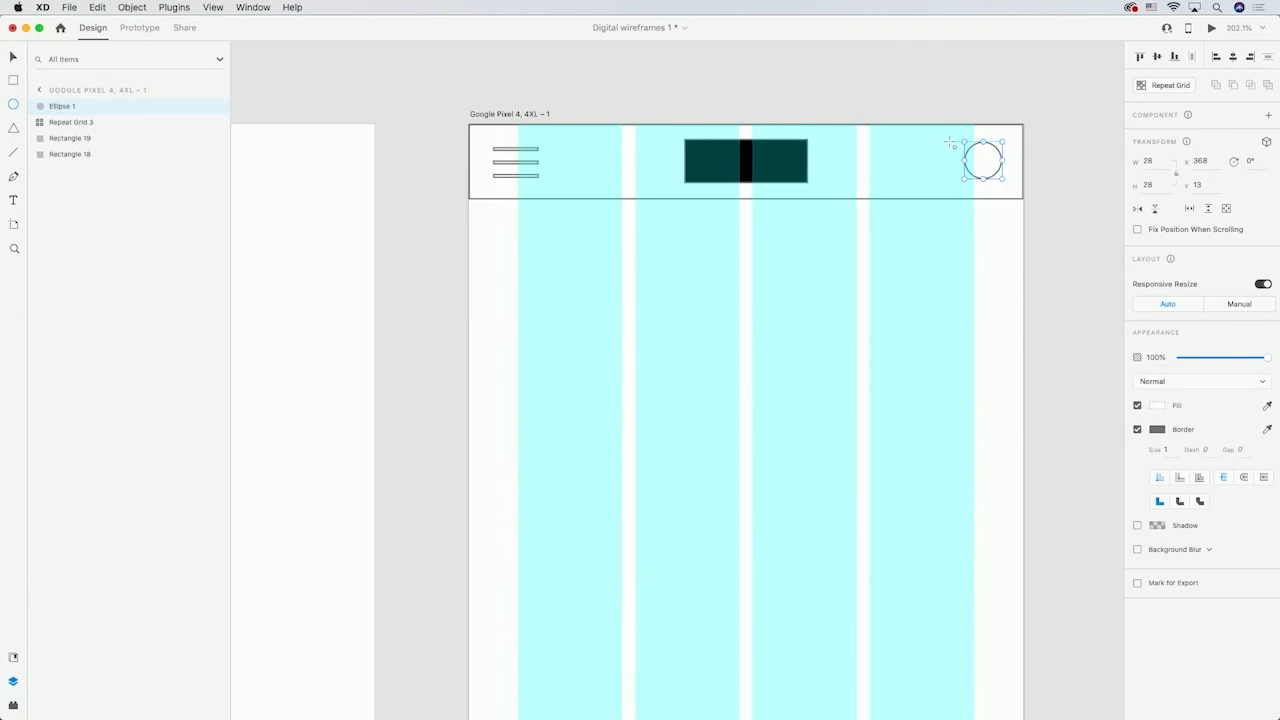 XD File Edit Object Plugins View Window Help
Design Prototype Share
Digital wireframes 1 *
202.1%
All Items
GOOGLE PIXEL 4, 4XL – 1
Ellipse 1
Repeat Grid 3
Rectangle 19
Rectangle 18
Google Pixel 4, 4XL – 1
Repeat Grid
COMPONENT
TRANSFORM
W 28 X 368 0°
H 28 Y 13
Fix Position When Scrolling
LAYOUT
Responsive Resize
Auto Manual
APPEARANCE
100%
Normal
Fill
Border
Size 1 Dash 0 Gap 0
Shadow
Background Blur
Mark for Export